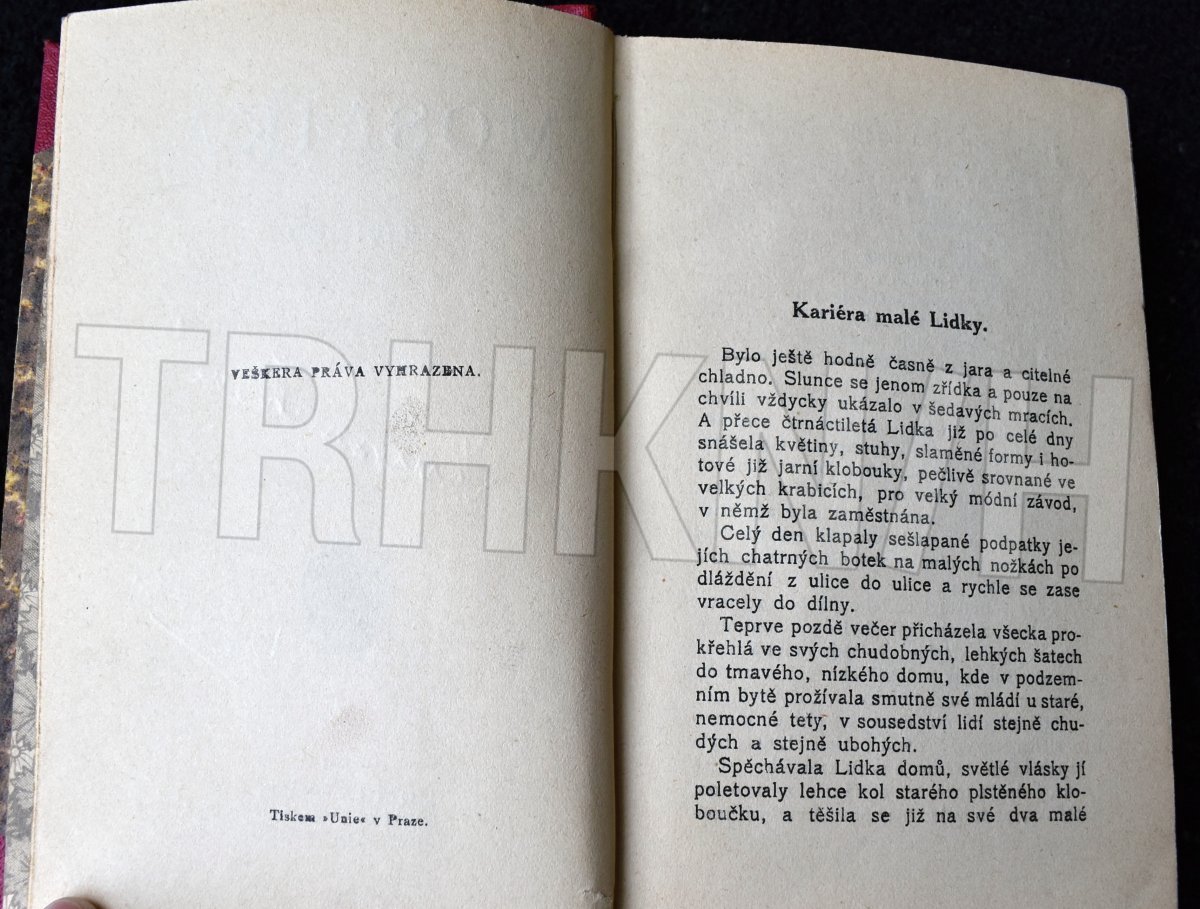 VEŠKERA PRÁVA VYHRAZENA.
Tiskem »Unie« v Praze.
Kariéra malé Lidky.
Bylo ještě hodně časně z jara a citelné
chladno. Slunce se jenom zřídka a pouze na
chvíli vždycky ukázalo v šedavých mracích.
A přece čtrnáctiletá Lidka již po celé dny
snášela květiny, stuhy, slaměné formy i ho-
tové již jarní klobouky, pečlivě srovnané ve
velkých krabicích, pro velký módní závod,
v němž byla zaměstnána.
Celý den klapaly sešlapané podpatky je-
jích chatrných botek na malých nožkách po
dláždění z ulice do ulice a rychle se zase
vracely do dílny.
Teprve pozdě večer přicházela všecka pro-
křehlá ve svých chudobných, lehkých šatech
do tmavého, nízkého domu, kde v podzem-
ním bytě prožívala smutně své mládí u staré,
nemocné tety, v sousedství lidí stejně chu-
dých a stejně ubohých.
Spěchávala Lidka domů, světlé vlásky jí
poletovaly lehce kol starého plstěného klo-
boučku, a těšila se již na své dva malé
TRHKNIH